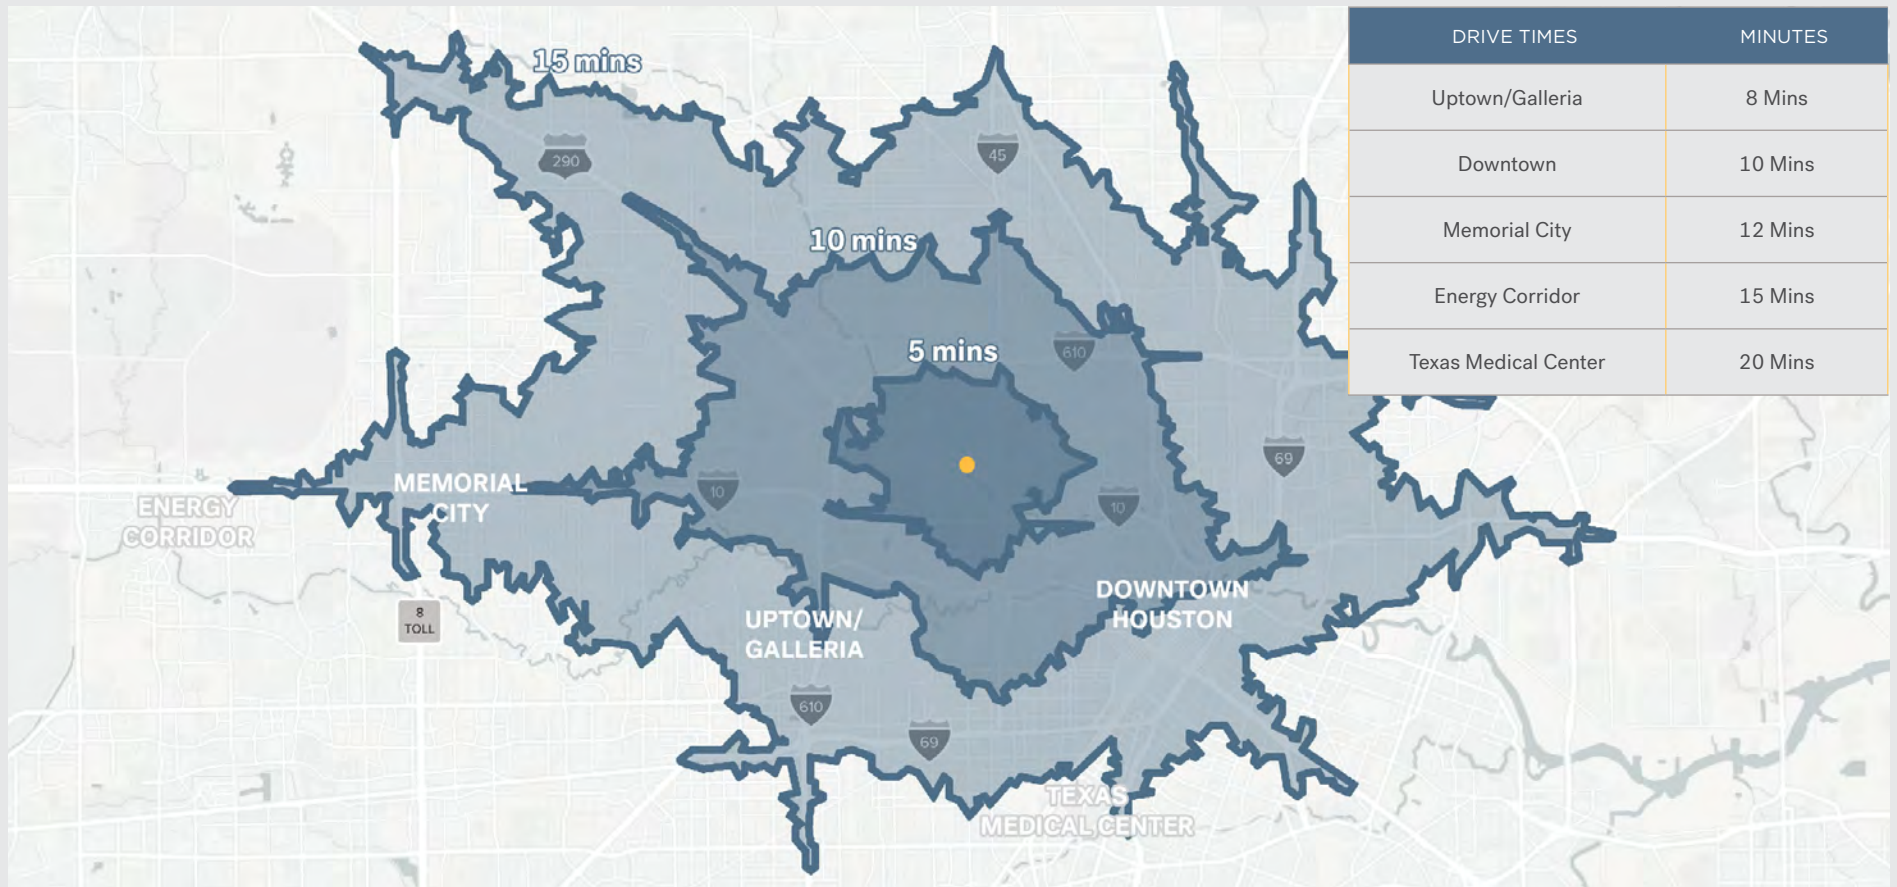 DRIVE TIMES MINUTES
Uptown/Galleria 8 Mins
Downtown 10 Mins
Memorial City 12 Mins
Energy Corridor 15 Mins
Texas Medical Center 20 Mins
15 mins
290
45
10 mins
5 mins
610
69
MEMORIAL
CITY
10
10
ENERGY
CORRIDOR
8
TOLL
UPTOWN/
GALLERIA
DOWNTOWN
HOUSTON
610
69
TEXAS
MEDICAL CENTER